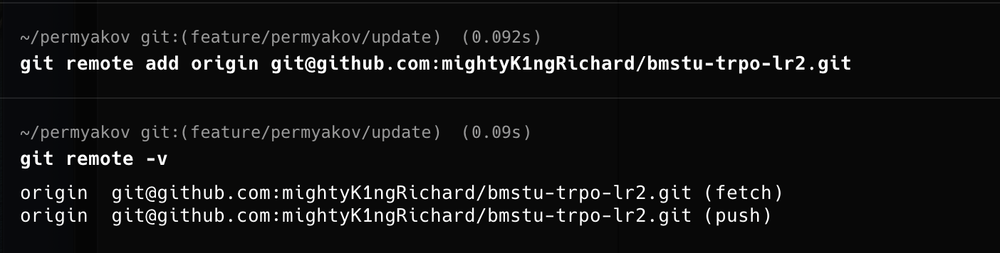 ~/permyakov git:(feature/permyakov/update) (0.092s)
git remote add origin git@github.com:mightyK1ngRichard/bmstu-trpo-lr2.git
~/permyakov git:(feature/permyakov/update) (0.09s)
git remote -v
origin git@github.com:mightyK1ngRichard/bmstu-trpo-lr2.git (fetch)
origin git@github.com:mightyK1ngRichard/bmstu-trpo-lr2.git (push)